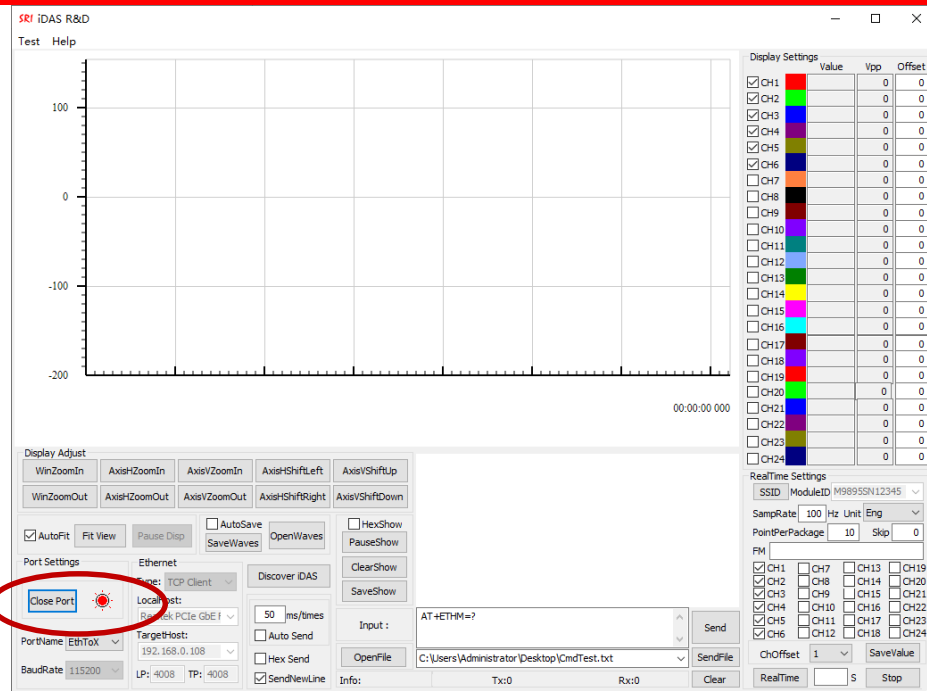 SRI iDAS R&D
Test Help
Display Settings
Value Vpp Offset
100
0
-100
-200
00:00:00 000
CH1 0 0
CH2 0 0
CH3 0 0
CH4 0 0
CH5 0 0
CH6 0 0
CH7 0 0
CH8 0 0
CH9 0 0
CH10 0 0
CH11 0 0
CH12 0 0
CH13 0 0
CH14 0 0
CH15 0 0
CH16 0 0
CH17 0 0
CH18 0 0
CH19 0 0
CH20 0 0
CH21 0 0
CH22 0 0
CH23 0 0
CH24 0 0
Display Adjust
WinZoomIn AxisHZoomIn AxisVZoomIn AxisHShiftLeft AxisVShiftUp
WinZoomOut AxisHZoomOut AxisVZoomOut AxisHShiftRight AxisVShiftDown
AutoFit Fit View Pause Disp AutoSave SaveWaves OpenWaves
HexShow
PauseShow
ClearShow
SaveShow
Port Settings
Close Port
PortName EthToX
BaudRate 115200
Ethernet
Type: TCP Client
LocalHost:
PCIe GbE
TargetHost:
192.168.0.108
LP: 4008 TP: 4008
Discover iDAS
50 ms/times
Auto Send
Hex Send
SendNewLine
Input : AT+ETHM=? Send
OpenFile C:\Users\Administrator\Desktop\CmdTest.txt SendFile
Info: Tx:0 Rx:0 Clear
RealTime Settings
SSID ModuleID M9895SN12345
SampRate 100 Hz Unit Eng
PointPerPackage 10 Skip 0
FM
CH1 CH7 CH13 CH19
CH2 CH8 CH14 CH20
CH3 CH9 CH15 CH21
CH4 CH10 CH16 CH22
CH5 CH11 CH17 CH23
CH6 CH12 CH18 CH24
ChOffset 1 SaveValue
RealTime S Stop